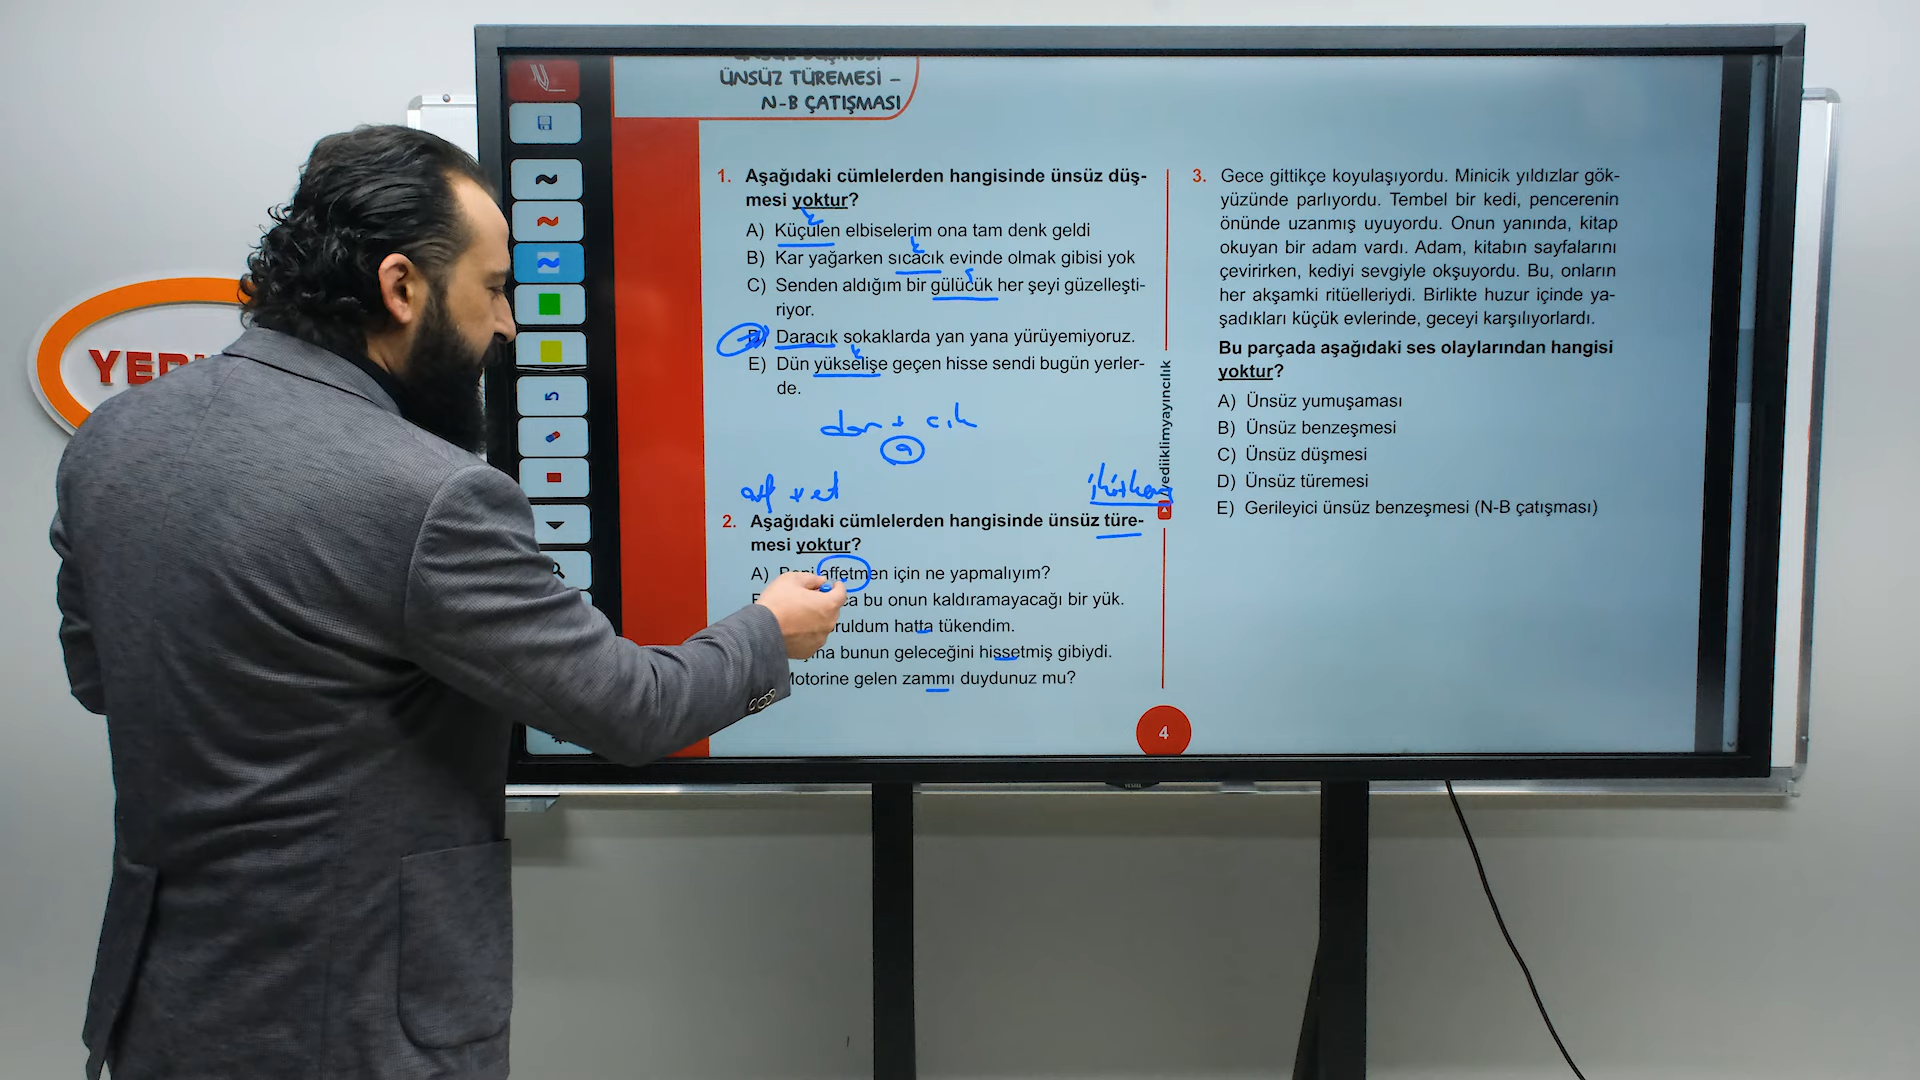 ÜNSÜZ TÜREMESİ –
N-B ÇATIŞMASI
1. Aşağıdaki cümlelerden hangisinde ünsüz düş-
mesi yoktur?
A) Küçülen elbiselerim ona tam denk geldi
B) Kar yağarken sıcacık evinde olmak gibisi yok
C) Senden aldığım bir gülücük her şeyi güzelleşti-
riyor.
D) Daracık sokaklarda yan yana yürüyemiyoruz.
E) Dün yükselişe geçen hisse sendi bugün yerler-
de.
dar + cık
a
af + et
2. Aşağıdaki cümlelerden hangisinde ünsüz türe-
mesi yoktur?
A) Beni affetmen için ne yapmalıyım?
bu onun kaldıramayacağı bir yük.
hatta tükendim.
bunun geleceğini hissetmiş gibiydi.
Motorine gelen zammı duydunuz mu?
/yediiklimyayincilik
4
3. Gece gittikçe koyulaşıyordu. Minicik yıldızlar gök-
yüzünde parlıyordu. Tembel bir kedi, pencerenin
önünde uzanmış uyuyordu. Onun yanında, kitap
okuyan bir adam vardı. Adam, kitabın sayfalarını
çevirirken, kediyi sevgiyle okşuyordu. Bu, onların
her akşamki ritüelleriydi. Birlikte huzur içinde ya-
şadıkları küçük evlerinde, geceyi karşılıyorlardı.
Bu parçada aşağıdaki ses olaylarından hangisi
yoktur?
A) Ünsüz yumuşaması
B) Ünsüz benzeşmesi
C) Ünsüz düşmesi
D) Ünsüz türemesi
E) Gerileyici ünsüz benzeşmesi (N-B çatışması)